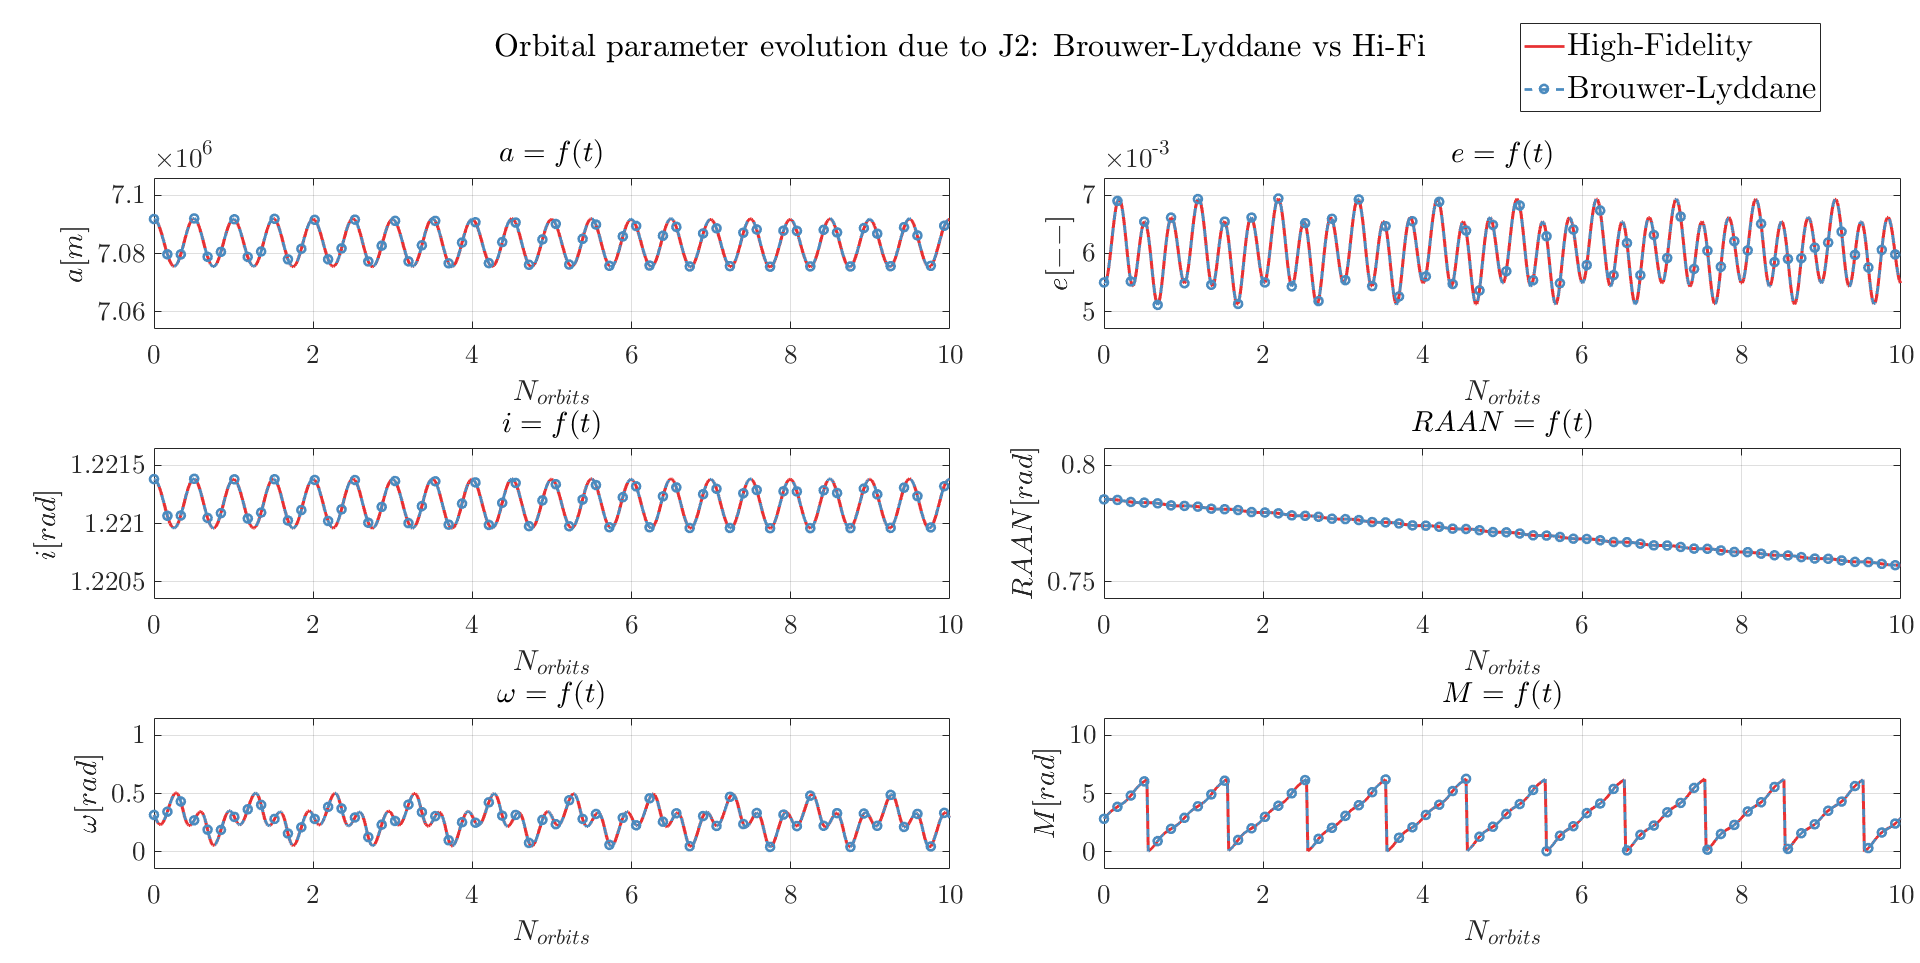 Orbital parameter evolution due to J2: Brouwer-Lyddane vs Hi-Fi
High-Fidelity
Brouwer-Lyddane
×10^6
a = f(t)
7.1
7.08
7.06
a[m]
0 2 4 6 8 10
N_orbits
×10^-3
e = f(t)
7
6
5
e[−−]
0 2 4 6 8 10
N_orbits
i = f(t)
1.2215
1.221
1.2205
i[rad]
0 2 4 6 8 10
N_orbits
RAAN = f(t)
0.8
0.75
RAAN[rad]
0 2 4 6 8 10
N_orbits
ω = f(t)
1
0.5
0
ω[rad]
0 2 4 6 8 10
N_orbits
M = f(t)
10
5
0
M[rad]
0 2 4 6 8 10
N_orbits